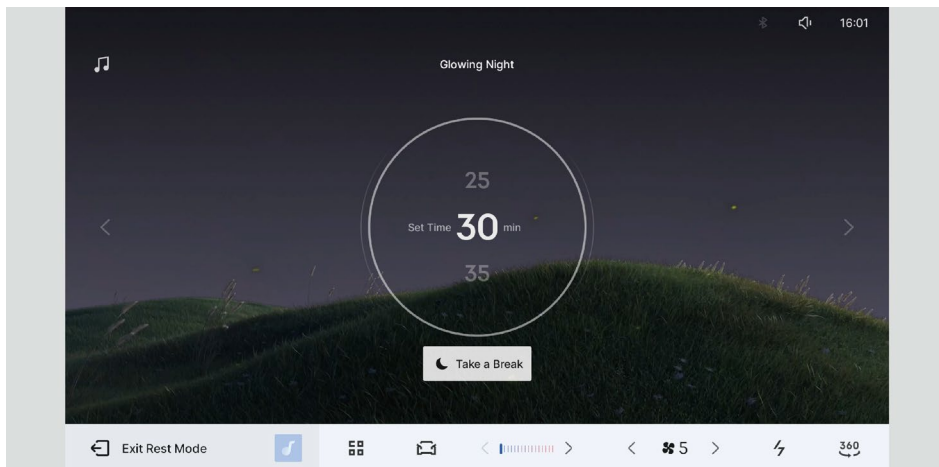 16:01
Glowing Night
25
Set Time 30 min
35
Take a Break
Exit Rest Mode
5
360